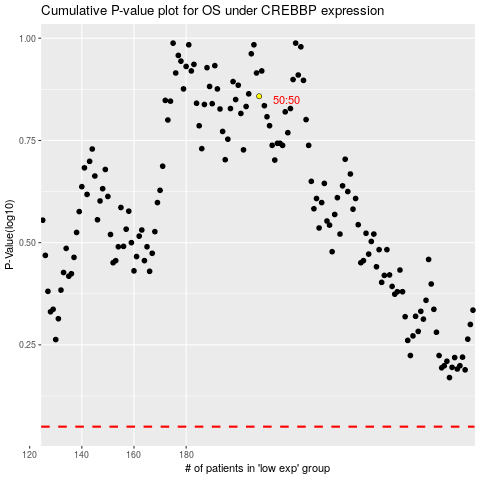 Cumulative P-value plot for OS under CREBBP expression
P-Value(log10)
1.00
0.75
0.50
0.25
50:50
120 140 160 180
# of patients in 'low exp' group